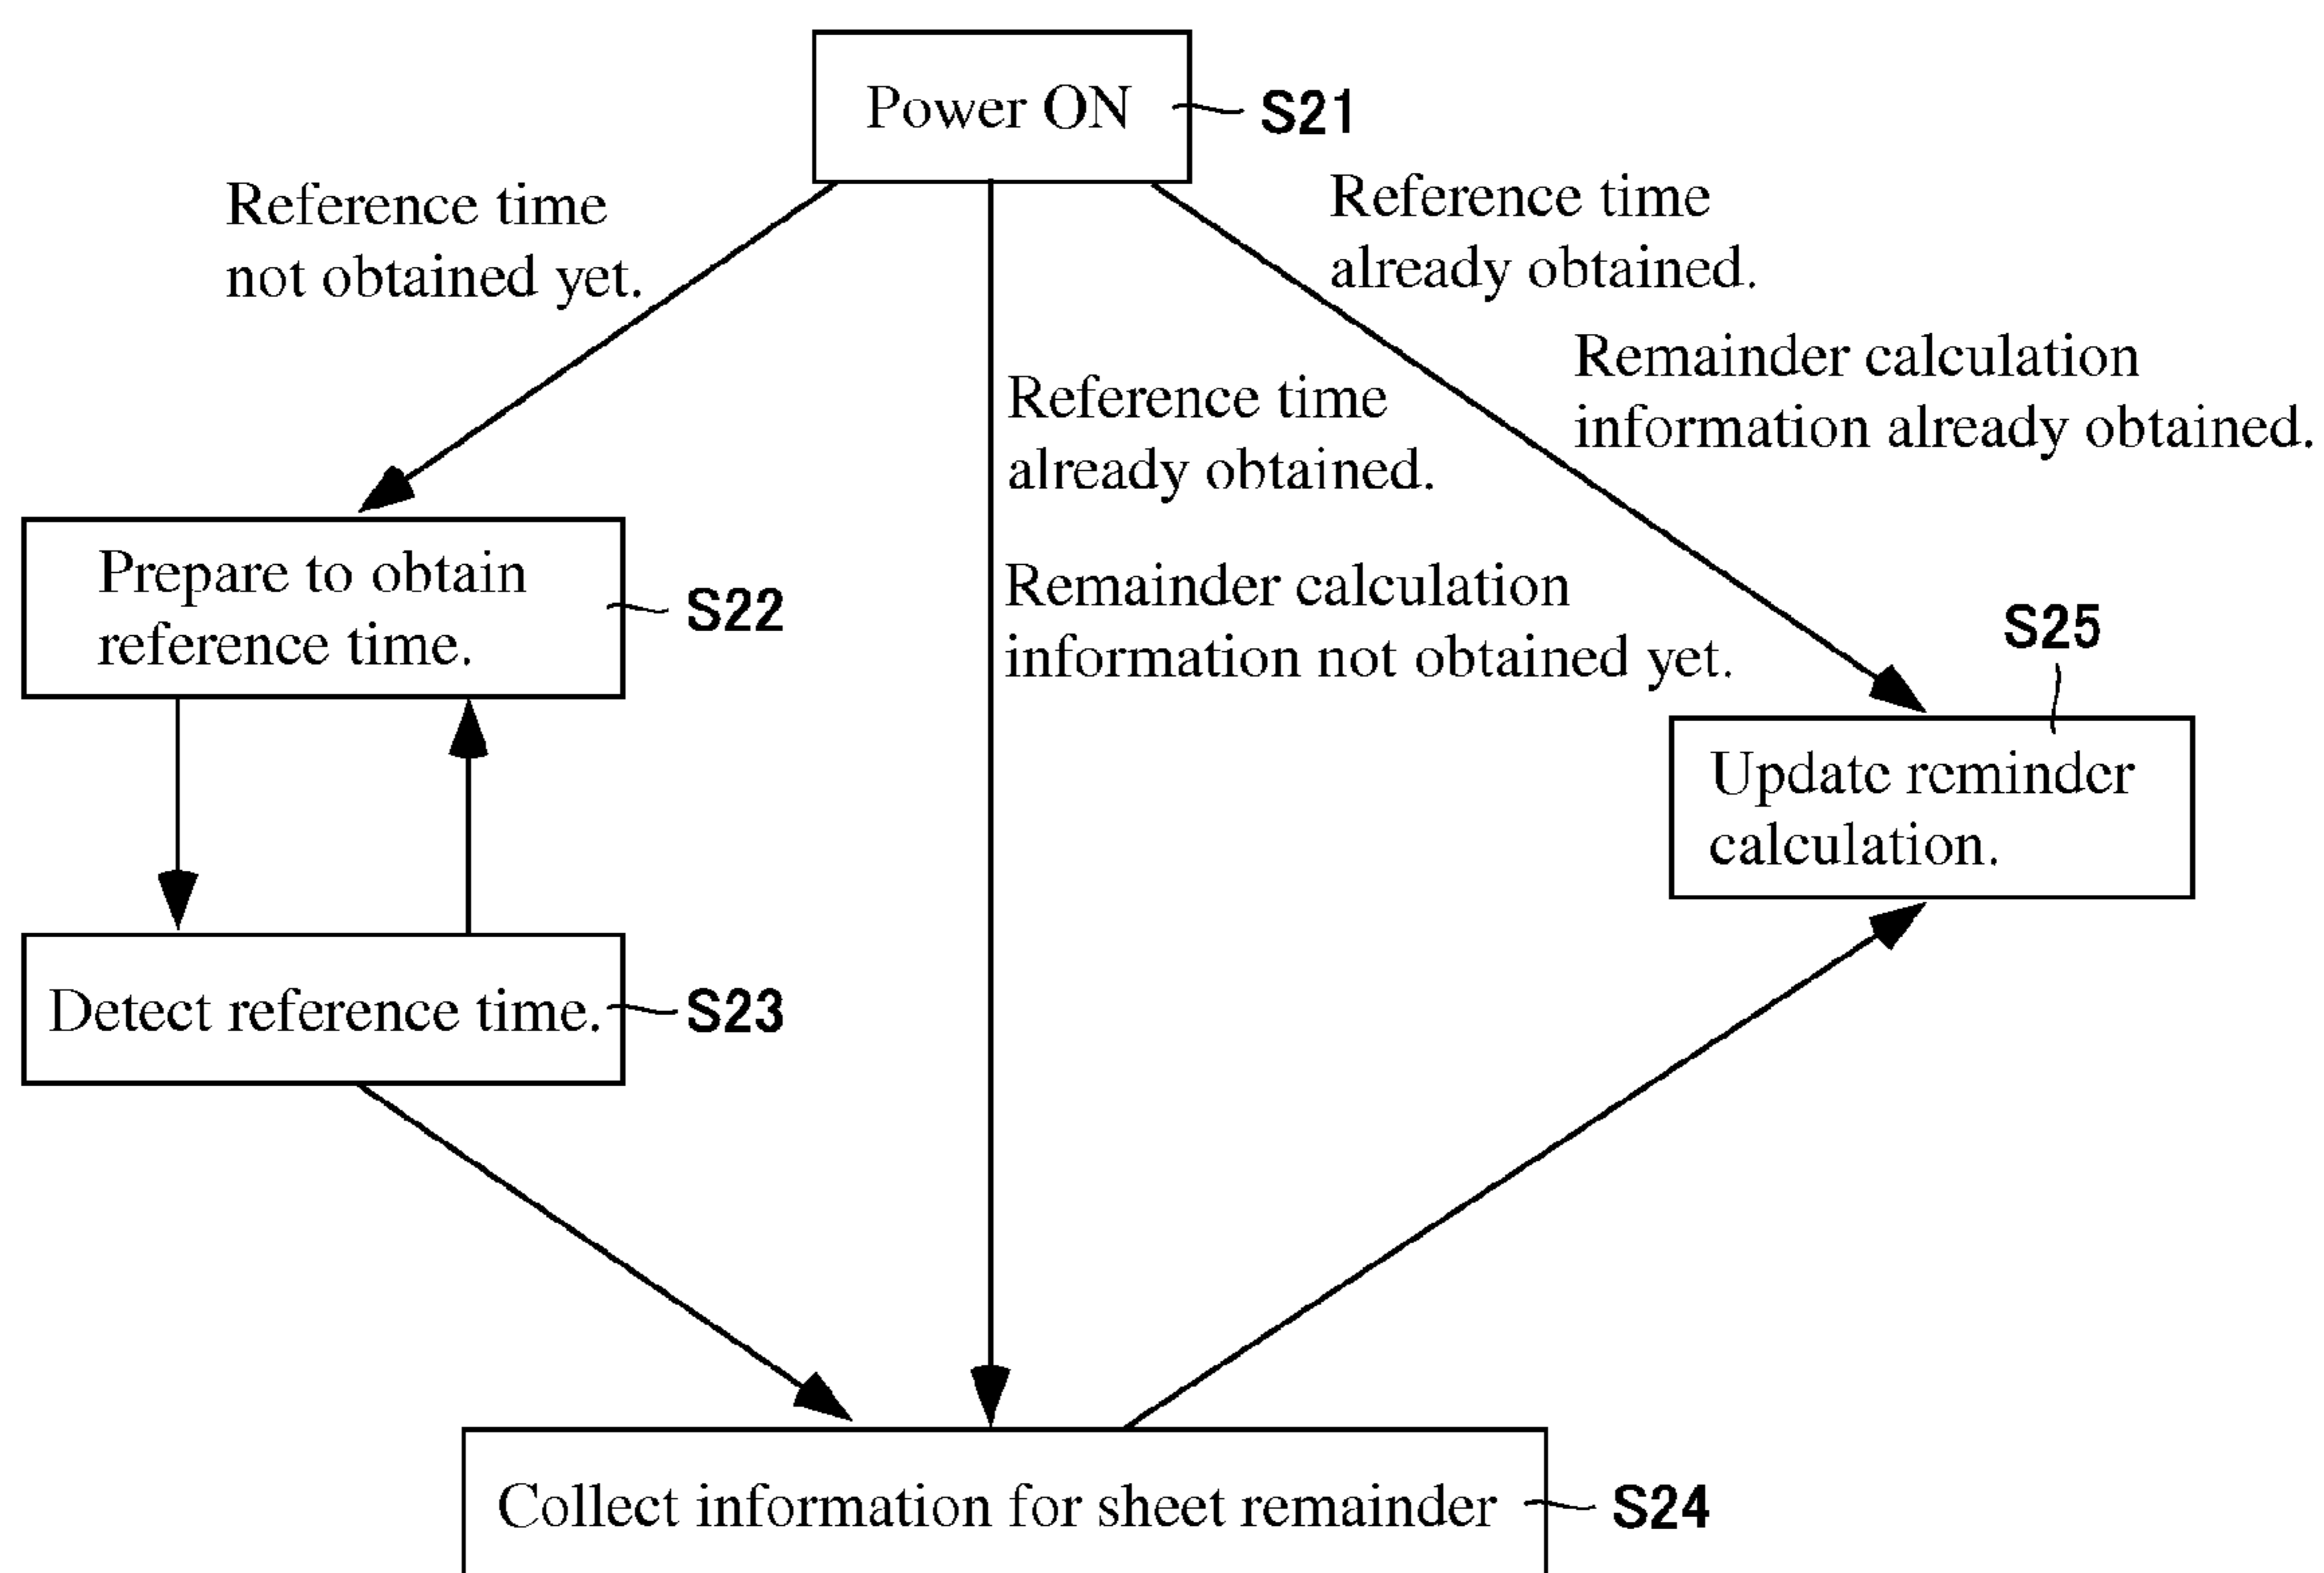 Power ON
S21
Reference time
not obtained yet.
Reference time
already obtained.
Remainder calculation
information already obtained.
Reference time
already obtained.
Remainder calculation
information not obtained yet.
Prepare to obtain
reference time.
S22
S25
Update reminder
calculation.
Detect reference time.
S23
Collect information for sheet remainder
S24